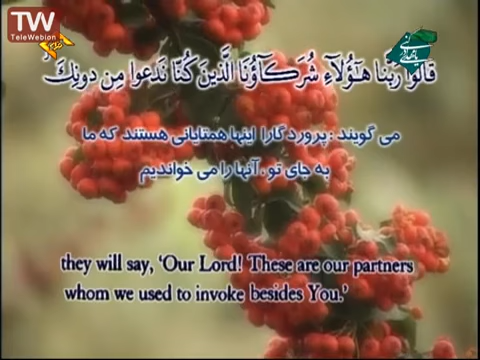 TW
TeleWebion
قَالُوا رَبَّنَا هَـٰؤُلَآءِ شُرَكَآؤُنَا الَّذِينَ كُنَّا نَدْعُوا مِن دُونِكَ
می گویند : پروردگارا اینها همتایانی هستند که ما
به جای تو ، آنها را می خواندیم
they will say, 'Our Lord! These are our partners
whom we used to invoke besides You.'